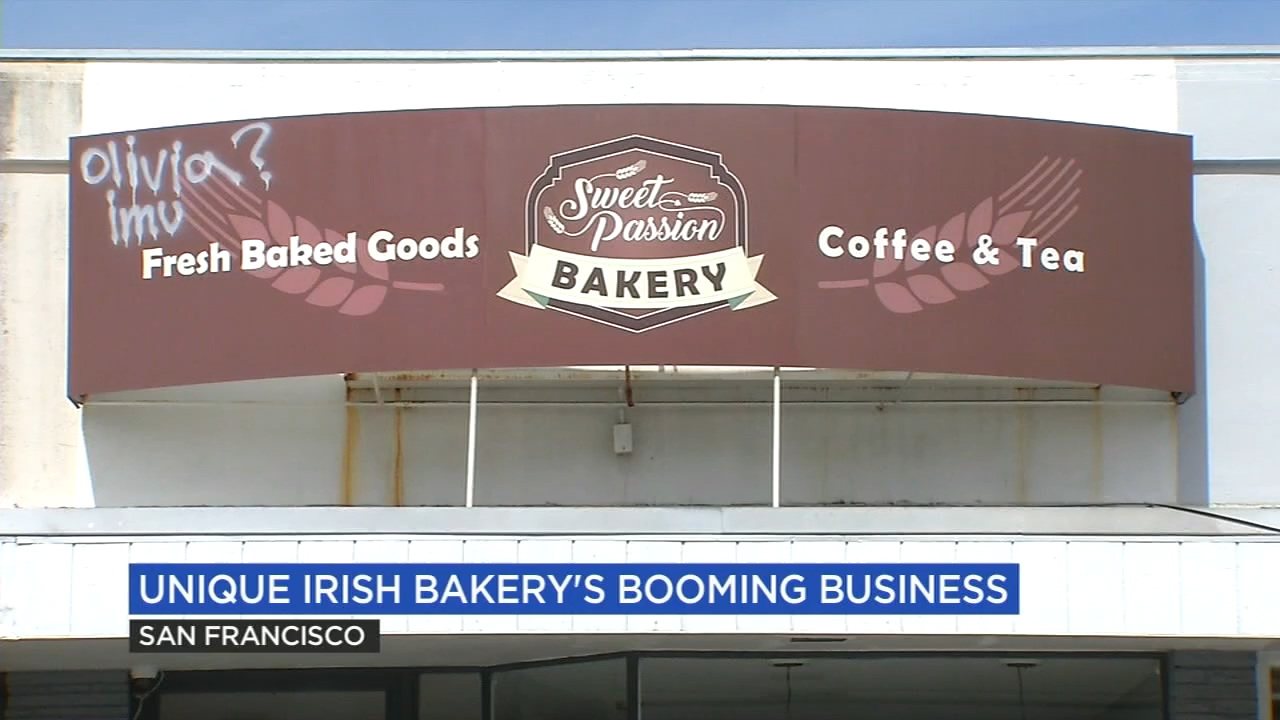 olivia?
imu
Fresh Baked Goods
Sweet
Passion
BAKERY
Coffee & Tea
UNIQUE IRISH BAKERY'S BOOMING BUSINESS
SAN FRANCISCO